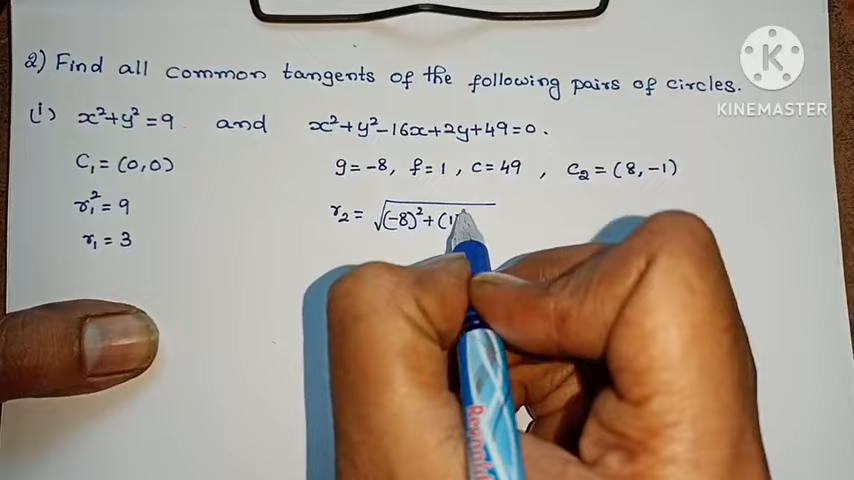 2) Find all common tangents of the following pairs of circles.
(i) x²+y²=9 and x²+y²-16x+2y+49=0.
C₁=(0,0) g=-8, f=1, c=49, C₂=(8,-1)
r₁²=9 r₂=√(-8)²+(1
r₁=3
K
KINEMASTER
Reynolds